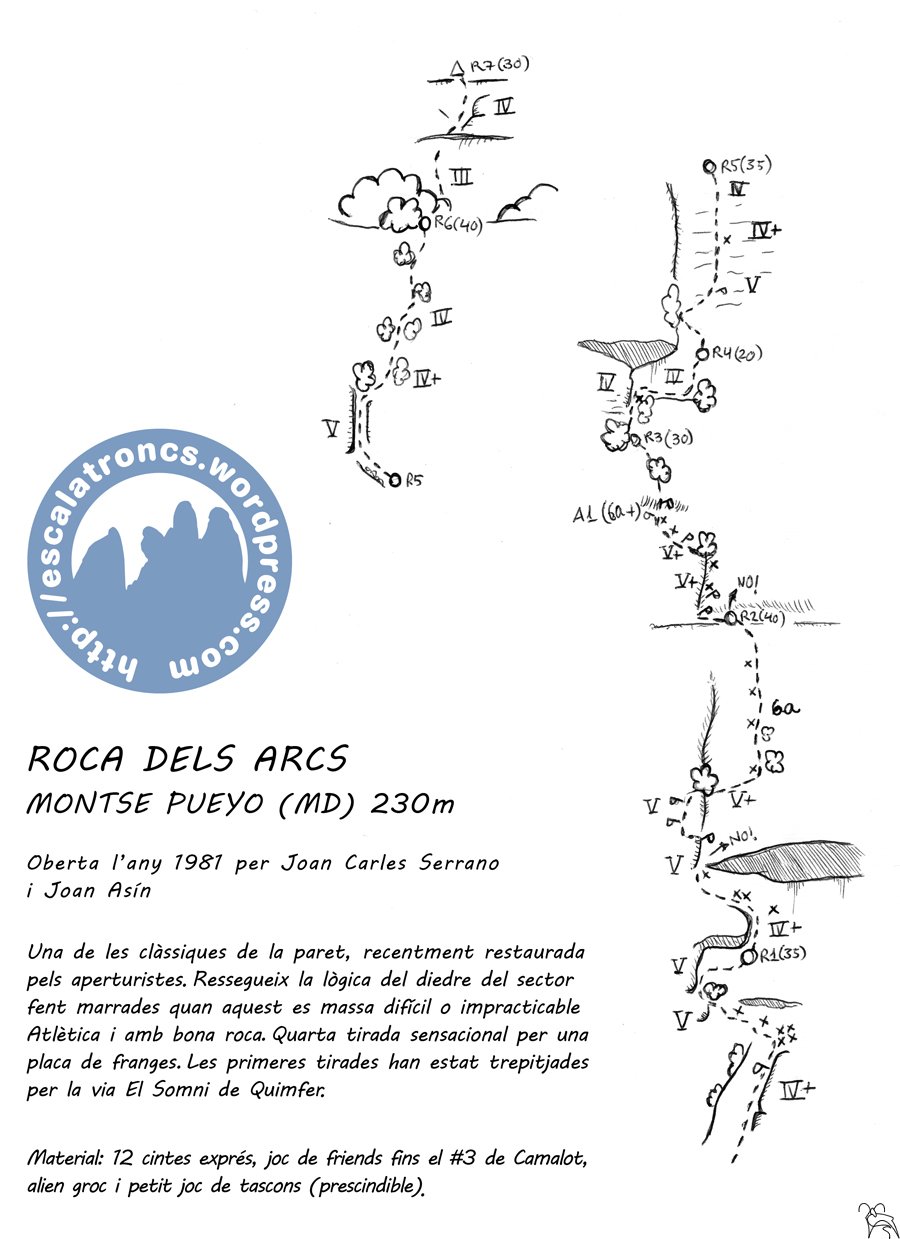 R7(30)
IV
III
R6(40)
IV
IV+
V
R5
R5(35)
IV
IV+
V
R4(20)
IV
IV
R3(30)
A1 (6a+)
V+
V+
NO!
R2(40)
6a
V
V+
NO!
V
IV+
R1(35)
V
V
IV+
http://escalatroncs.wordpress.com
ROCA DELS ARCS
MONTSE PUEYO (MD) 230m
Oberta l'any 1981 per Joan Carles Serrano
i Joan Asín
Una de les clàssiques de la paret, recentment restaurada
pels aperturistes. Ressegueix la lògica del diedre del sector
fent marrades quan aquest es massa difícil o impracticable
Atlètica i amb bona roca. Quarta tirada sensacional per una
placa de franges. Les primeres tirades han estat trepitjades
per la via El Somni de Quimfer.
Material: 12 cintes exprés, joc de friends fins el #3 de Camalot,
alien groc i petit joc de tascons (prescindible).